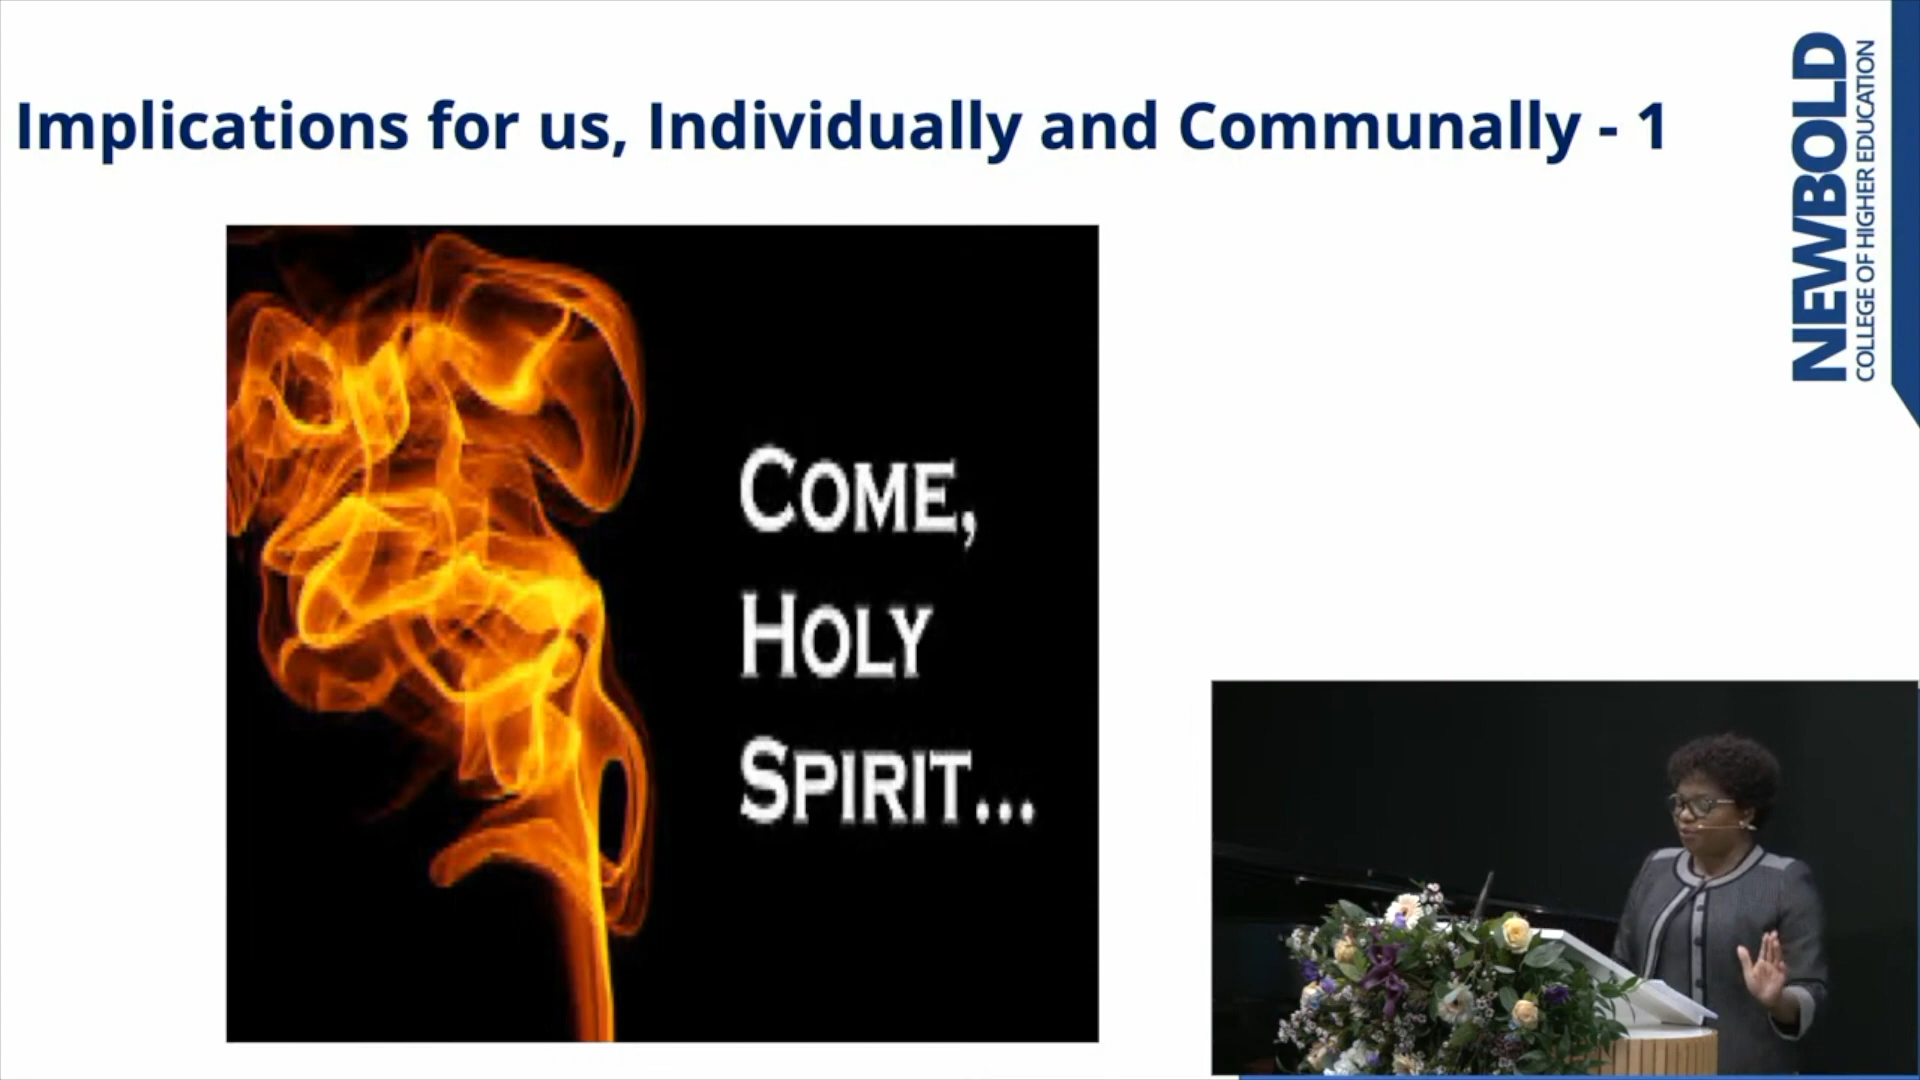 Implications for us, Individually and Communally - 1
NEWBOLD
COLLEGE OF HIGHER EDUCATION
COME,
HOLY
SPIRIT...